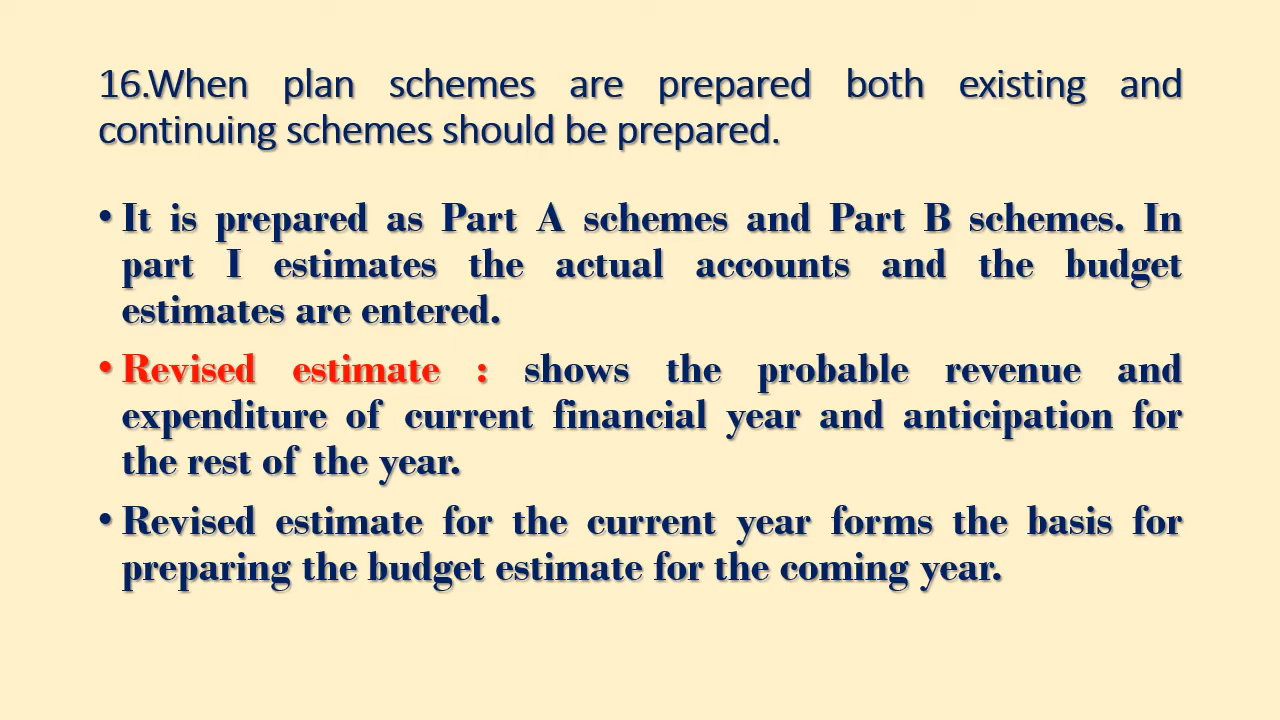 16.When plan schemes are prepared both existing and
continuing schemes should be prepared.
• It is prepared as Part A schemes and Part B schemes. In
part I estimates the actual accounts and the budget
estimates are entered.
• Revised estimate : shows the probable revenue and
expenditure of current financial year and anticipation for
the rest of the year.
• Revised estimate for the current year forms the basis for
preparing the budget estimate for the coming year.